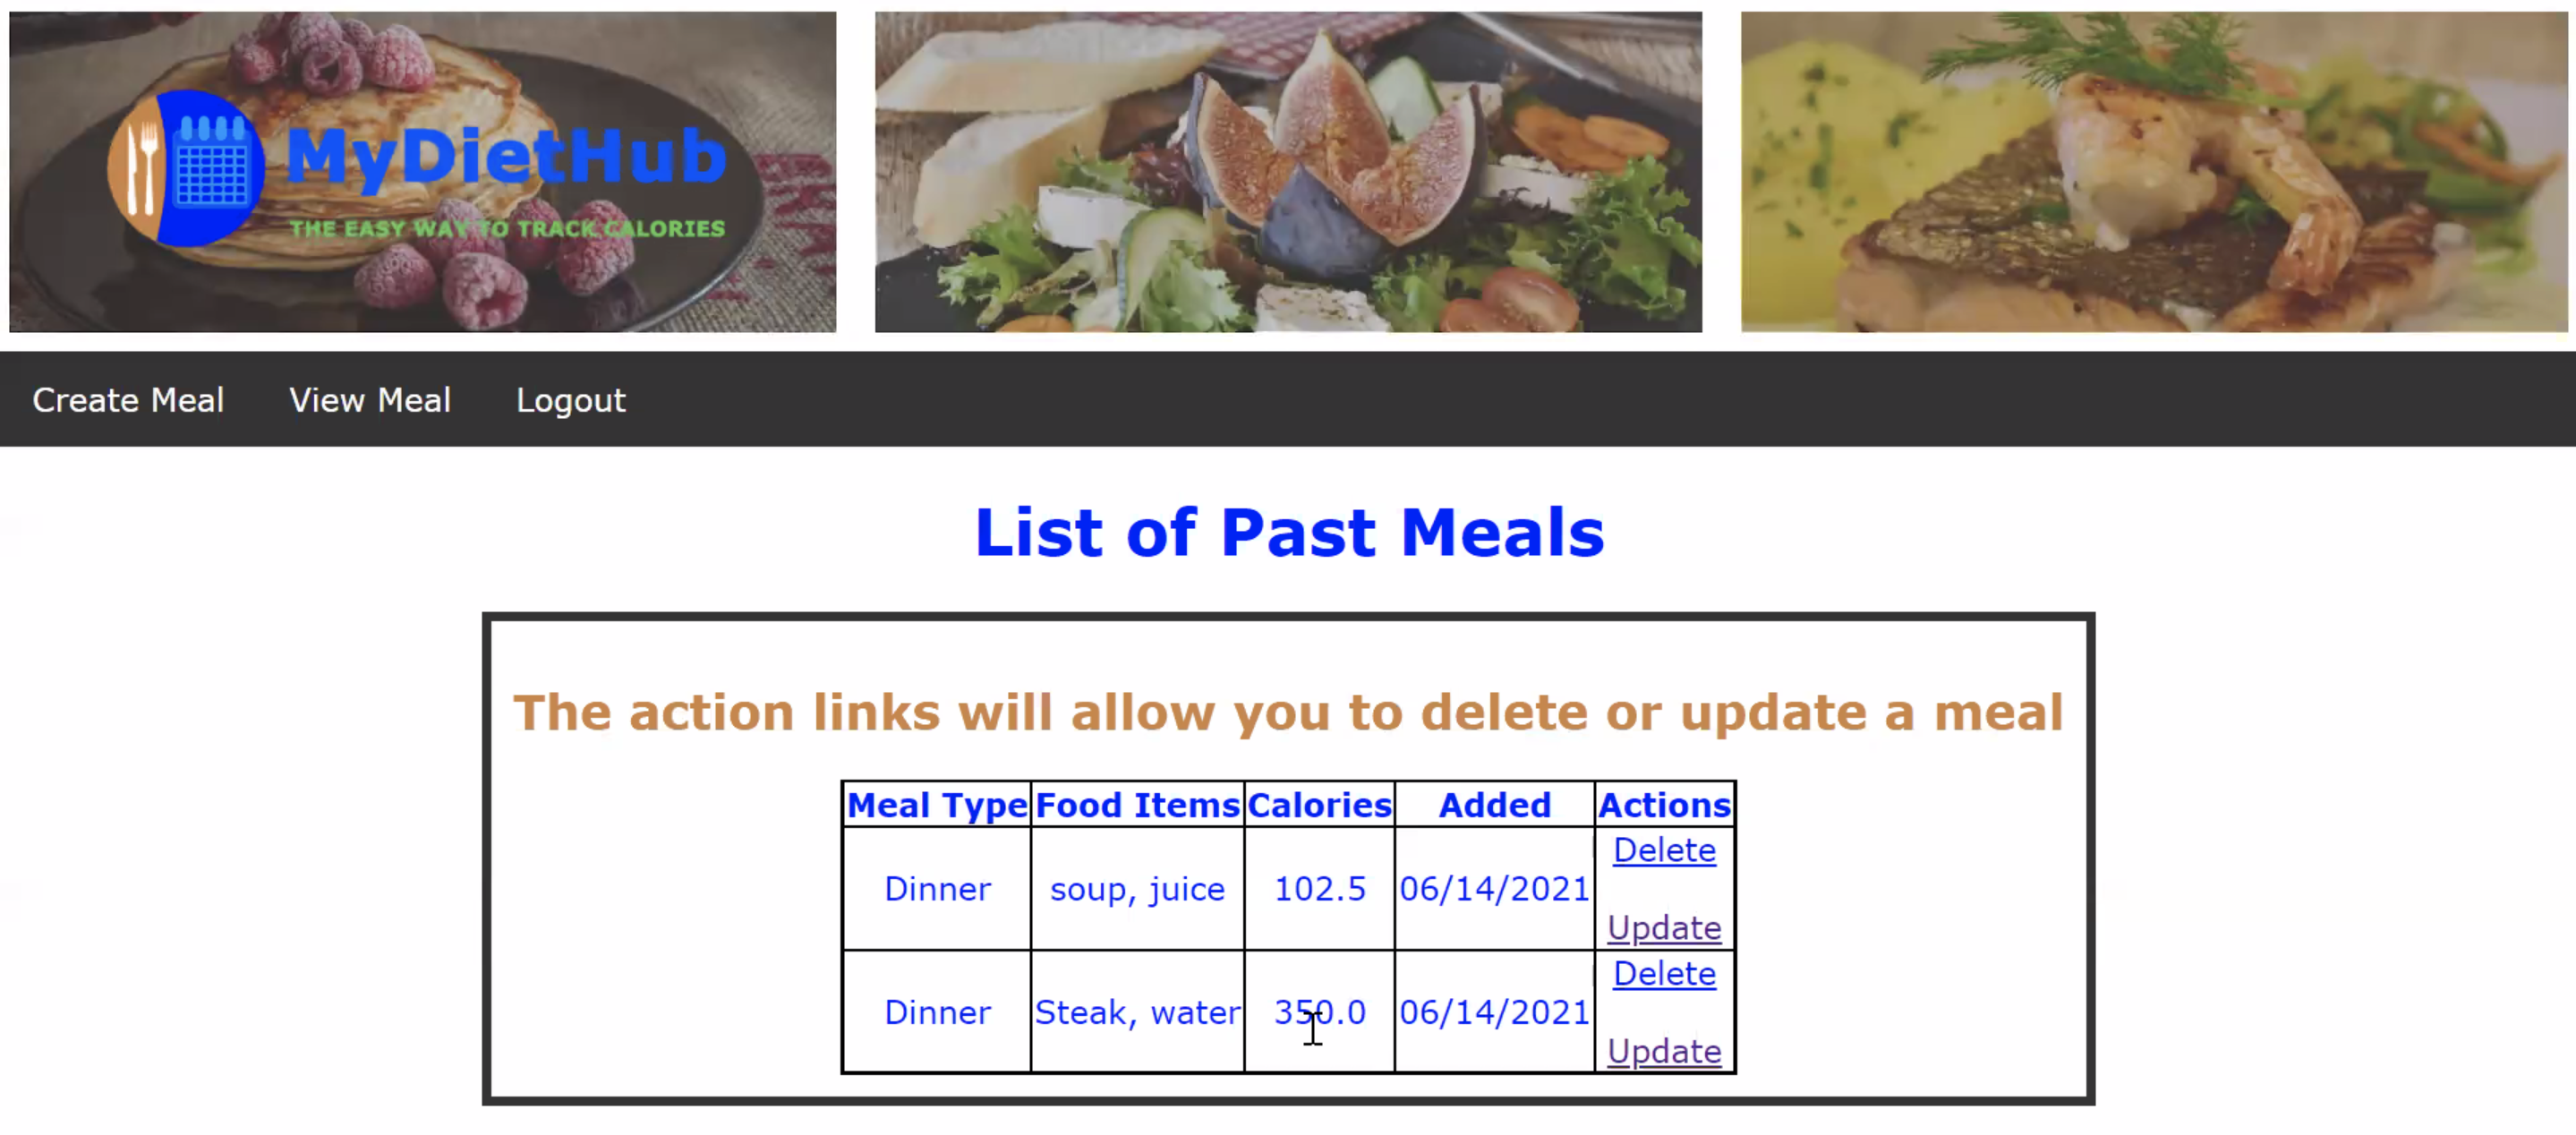 MyDietHub
THE EASY WAY TO TRACK CALORIES
Create Meal View Meal Logout
List of Past Meals
The action links will allow you to delete or update a meal
Meal Type Food Items Calories Added Actions
Dinner soup, juice 102.5 06/14/2021 Delete
Update
Dinner Steak, water 350.0 06/14/2021 Delete
Update